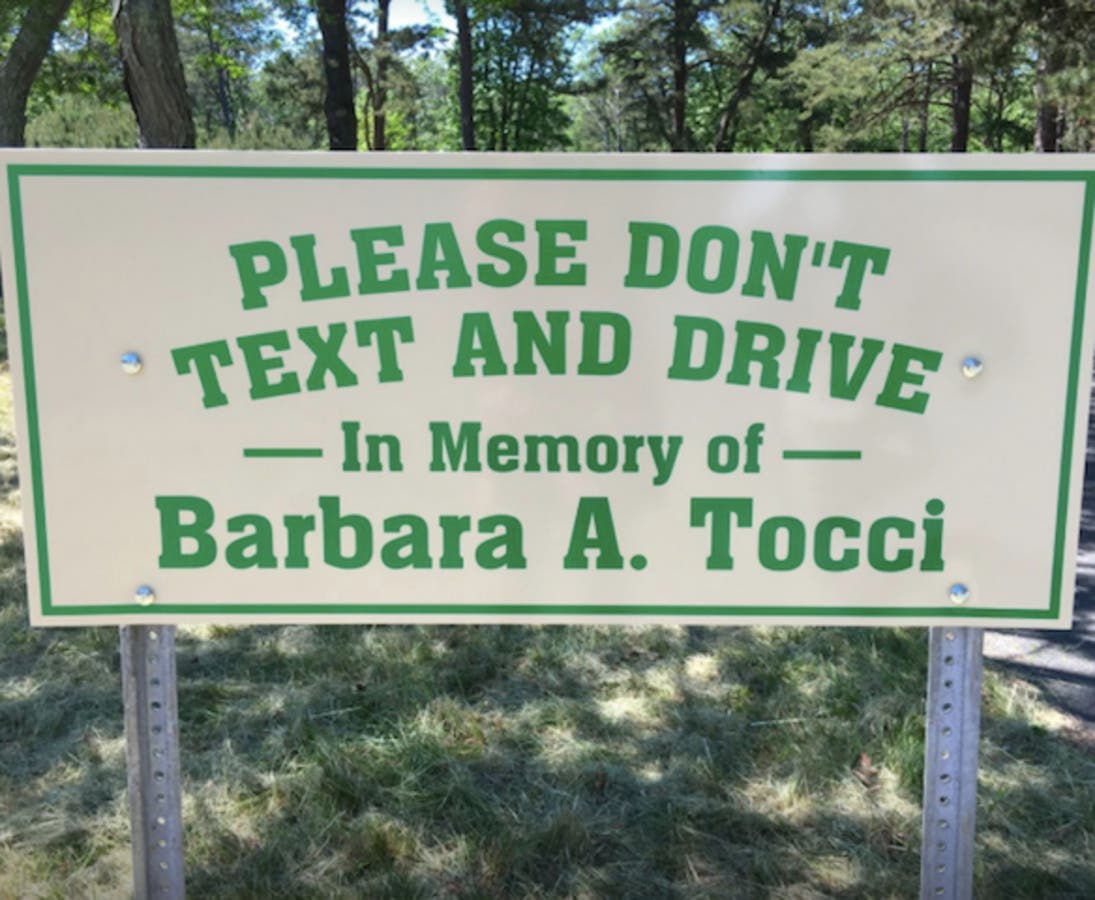 PLEASE DON'T
TEXT AND DRIVE
— In Memory of —
Barbara A. Tocci